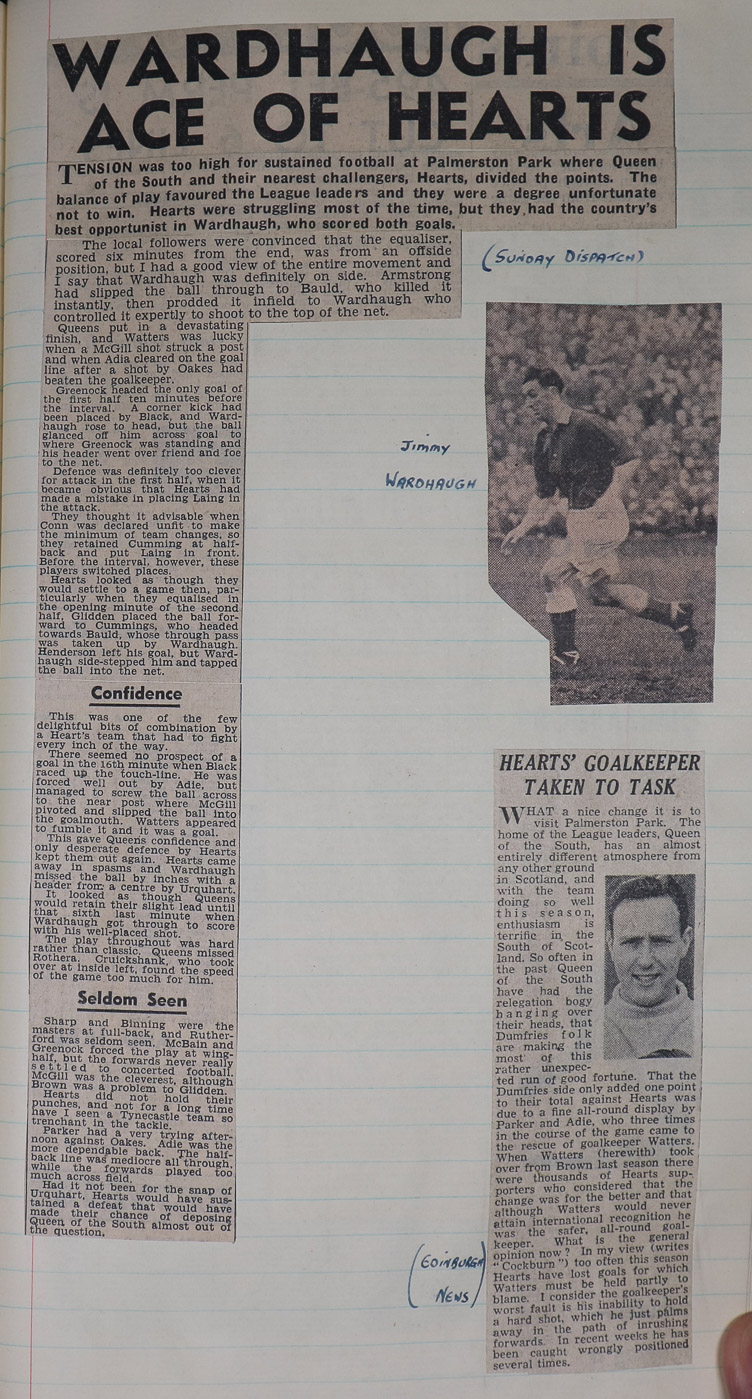 WARDHAUGH IS
ACE OF HEARTS
TENSION was too high for sustained football at Palmerston Park where Queen
of the South and their nearest challengers, Hearts, divided the points. The
balance of play favoured the League leaders and they were a degree unfortunate
not to win. Hearts were struggling most of the time, but they had the country's
best opportunist in Wardhaugh, who scored both goals.
The local followers were convinced that the equaliser,
scored six minutes from the end, was from an offside
position, but I had a good view of the entire movement and
I say that Wardhaugh was definitely on side. Armstrong
had slipped the ball through to Bauld, who killed it
instantly, then prodded it infield to Wardhaugh who
controlled it expertly to shoot to the top of the net.
Queens put in a devastating
finish, and Watters was lucky
when a McGill shot struck a post
and when Adia cleared on the goal
line after a shot by Oakes had
beaten the goalkeeper.
Greenock headed the only goal of
the first half ten minutes before
the interval. A corner kick had
been placed by Black, and Ward-
haugh rose to head, but the ball
glanced off him across goal to
where Greenock was standing and
his header went over friend and foe
to the net.
Defence was definitely too clever
for attack in the first half, when it
became obvious that Hearts had
made a mistake in placing Laing in
the attack.
They thought it advisable when
Conn was declared unfit to make
the minimum of team changes, so
they retained Cumming at half-
back and put Laing in front.
Before the interval, however, these
players switched places.
Hearts looked as though they
would settle to a game then, par-
ticularly when they equalised in
the opening minute of the second
half, Glidden placed the ball for-
ward to Cummings, who headed
towards Bauld, whose through pass
was taken up by Wardhaugh.
Henderson left his goal, but Ward-
haugh side-stepped him and tapped
the ball into the net.
Confidence
This was one of the few
delightful bits of combination by
a Heart's team that had to fight
every inch of the way.
There seemed no prospect of a
goal in the 15th minute when Black
raced up the touch-line. He was
forced well out by Adie, but
managed to screw the ball across
to the near post where McGill
pivoted and slipped the ball into
the goalmouth. Watters appeared
to fumble it and it was a goal.
This gave Queens confidence and
only desperate defence by Hearts
kept them out again. Hearts came
away in spasms and Wardhaugh
missed the ball by inches with a
header from a centre by Urquhart.
It looked as though Queens
would retain their slight lead until
that sixth last minute when
Wardhaugh got through to score
with his well-placed shot.
The play throughout was hard
rather than classic. Queens missed
Rothera. Cruickshank, who took
over at inside left, found the speed
of the game too much for him.
Seldom Seen
Sharp and Binning were the
masters at full-back, and Ruther-
ford was seldom seen. McBain and
Greenock forced the play at wing-
half, but the forwards never really
settled to concerted football.
McGill was the cleverest, although
Brown was a problem to Glidden.
Hearts did not hold their
punches, and not for a long time
have I seen a Tynecastle team so
trenchant in the tackle.
Parker had a very trying after-
noon against Oakes. Adie was the
more dependable back. The half-
back line was mediocre all through,
while the forwards played too
much across field.
Had it not been for the snap of
Urquhart, Hearts would have sus-
tained a defeat that would have
made their chance of deposing
Queen of the South almost out of
the question.
(SUNDAY DISPATCH)
Jimmy
WARDHAUGH
HEARTS' GOALKEEPER
TAKEN TO TASK
WHAT a nice change it is to
visit Palmerston Park. The
home of the League leaders, Queen
of the South, has an almost
entirely different atmosphere from
any other ground
in Scotland, and
with the team
doing so well
this season,
enthusiasm is
terrific in the
South of Scot-
land. So often in
the past Queen
of the South
have had the
relegation bogy
hanging over
their heads, that
Dumfries folk
are making the
most of this
rather unexpec-
ted run of good fortune. That the
Dumfries side only added one point
to their total against Hearts was
due to a fine all-round display by
Parker and Adie, who three times
in the course of the game came to
the rescue of goalkeeper Watters.
When Watters (herewith) took
over from Brown last season there
were thousands of Hearts sup-
porters who considered that the
change was for the better and that
although Watters would never
attain international recognition he
was the safer, all-round goal-
keeper. What is the general
opinion now? In my view (writes
"Cockburn") too often this season
Hearts have lost goals for which
Watters must be held partly to
blame. I consider the goalkeeper's
worst fault is his inability to hold
a hard shot, which he just palms
away in the path of inrushing
forwards. In recent weeks he has
been caught wrongly positioned
several times.
(EDINBURGH
NEWS)